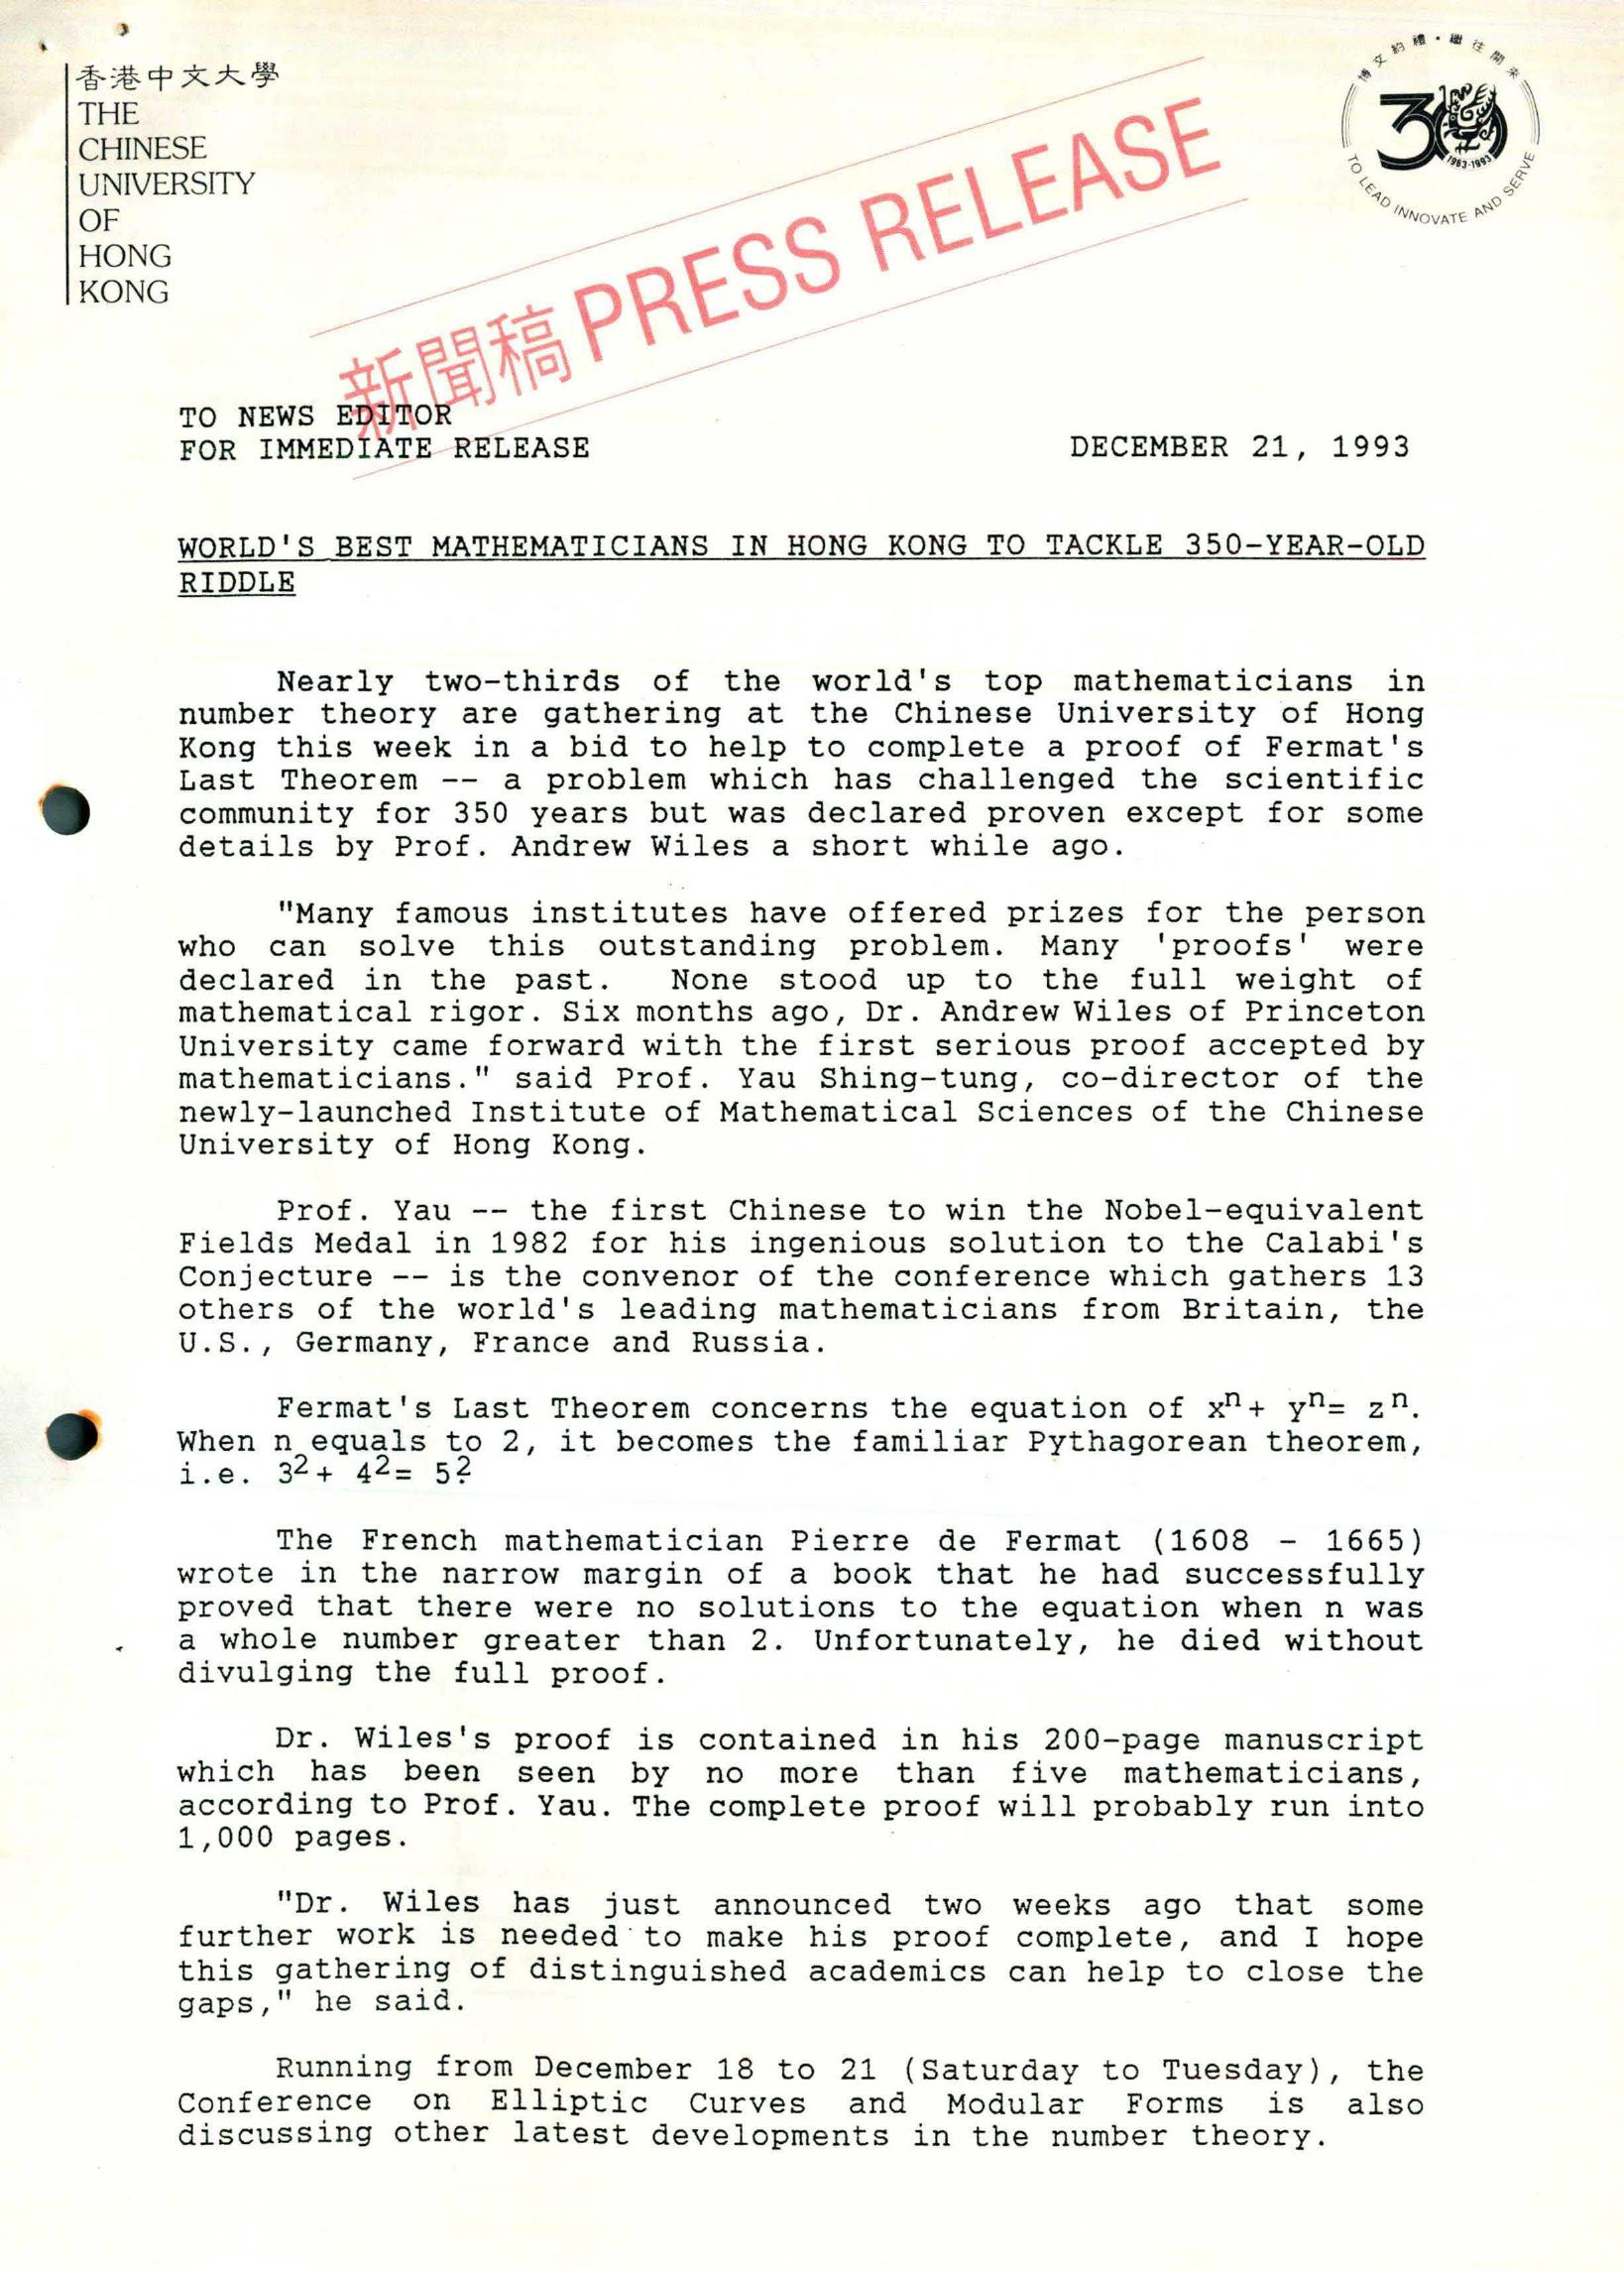 香港中文大學
THE
CHINESE
UNIVERSITY
OF
HONG
KONG
博文約禮・繼往開來
30
1963-1993
TO LEAD INNOVATE AND SERVE
新聞稿 PRESS RELEASE
TO NEWS EDITOR
FOR IMMEDIATE RELEASE DECEMBER 21, 1993
WORLD'S BEST MATHEMATICIANS IN HONG KONG TO TACKLE 350-YEAR-OLD
RIDDLE
Nearly two-thirds of the world's top mathematicians in
number theory are gathering at the Chinese University of Hong
Kong this week in a bid to help to complete a proof of Fermat's
Last Theorem -- a problem which has challenged the scientific
community for 350 years but was declared proven except for some
details by Prof. Andrew Wiles a short while ago.
"Many famous institutes have offered prizes for the person
who can solve this outstanding problem. Many 'proofs' were
declared in the past. None stood up to the full weight of
mathematical rigor. Six months ago, Dr. Andrew Wiles of Princeton
University came forward with the first serious proof accepted by
mathematicians." said Prof. Yau Shing-tung, co-director of the
newly-launched Institute of Mathematical Sciences of the Chinese
University of Hong Kong.
Prof. Yau -- the first Chinese to win the Nobel-equivalent
Fields Medal in 1982 for his ingenious solution to the Calabi's
Conjecture -- is the convenor of the conference which gathers 13
others of the world's leading mathematicians from Britain, the
U.S., Germany, France and Russia.
Fermat's Last Theorem concerns the equation of xⁿ+ yⁿ= zⁿ.
When n equals to 2, it becomes the familiar Pythagorean theorem,
i.e. 3²+ 4²= 5².
The French mathematician Pierre de Fermat (1608 - 1665)
wrote in the narrow margin of a book that he had successfully
proved that there were no solutions to the equation when n was
a whole number greater than 2. Unfortunately, he died without
divulging the full proof.
Dr. Wiles's proof is contained in his 200-page manuscript
which has been seen by no more than five mathematicians,
according to Prof. Yau. The complete proof will probably run into
1,000 pages.
"Dr. Wiles has just announced two weeks ago that some
further work is needed to make his proof complete, and I hope
this gathering of distinguished academics can help to close the
gaps," he said.
Running from December 18 to 21 (Saturday to Tuesday), the
Conference on Elliptic Curves and Modular Forms is also
discussing other latest developments in the number theory.